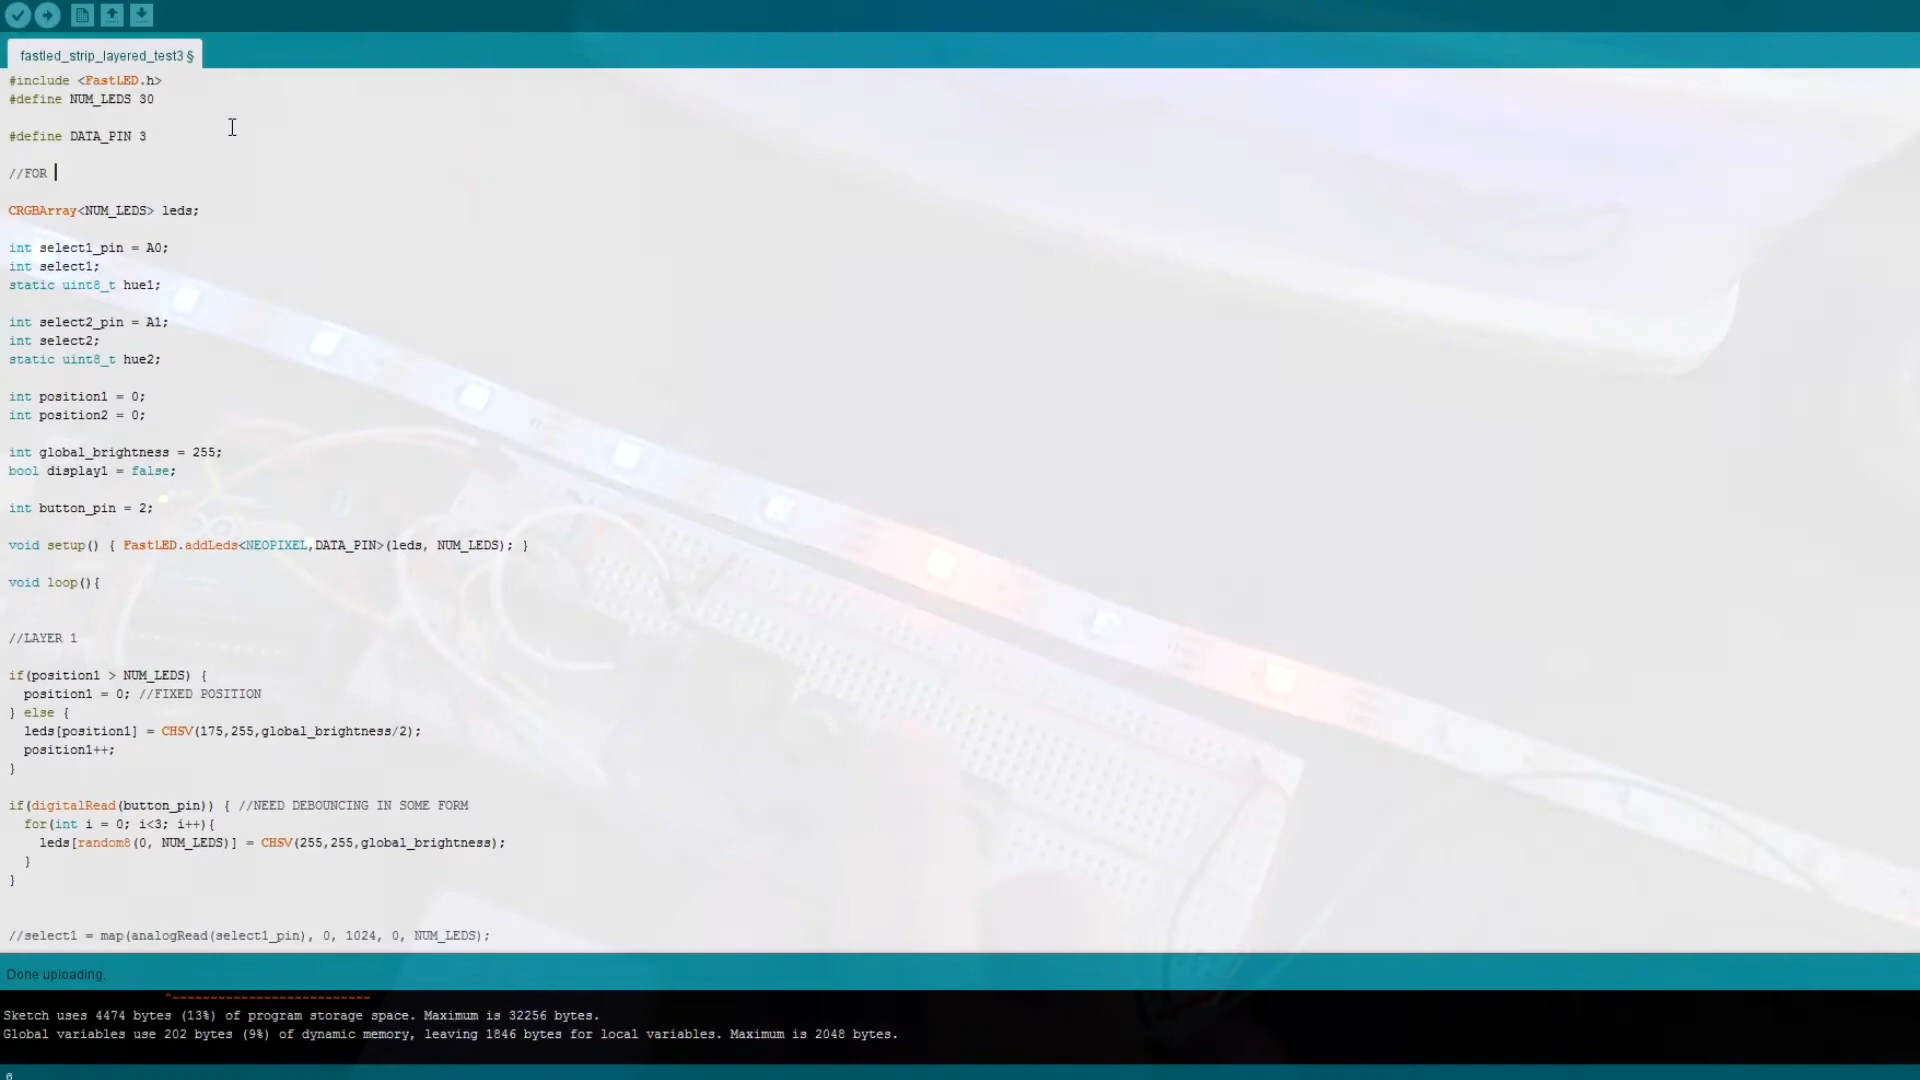 fastled_strip_layered_test3 §
#include <FastLED.h>
#define NUM_LEDS 30
#define DATA_PIN 3
//FOR
CRGBArray<NUM_LEDS> leds;
int select1_pin = A0;
int select1;
static uint8_t hue1;
int select2_pin = A1;
int select2;
static uint8_t hue2;
int position1 = 0;
int position2 = 0;
int global_brightness = 255;
bool display1 = false;
int button_pin = 2;
void setup() { FastLED.addLeds<NEOPIXEL,DATA_PIN>(leds, NUM_LEDS); }
void loop(){
//LAYER 1
if(position1 > NUM_LEDS) {
  position1 = 0; //FIXED POSITION
} else {
  leds[position1] = CHSV(175,255,global_brightness/2);
  position1++;
}
if(digitalRead(button_pin)) { //NEED DEBOUNCING IN SOME FORM
  for(int i = 0; i<3; i++){
    leds[random8(0, NUM_LEDS)] = CHSV(255,255,global_brightness);
  }
}
//select1 = map(analogRead(select1_pin), 0, 1024, 0, NUM_LEDS);
Done uploading.
^~~~~~~~~~~~~~~~~~~~~~~~~~~
Sketch uses 4474 bytes (13%) of program storage space. Maximum is 32256 bytes.
Global variables use 202 bytes (9%) of dynamic memory, leaving 1846 bytes for local variables. Maximum is 2048 bytes.
6